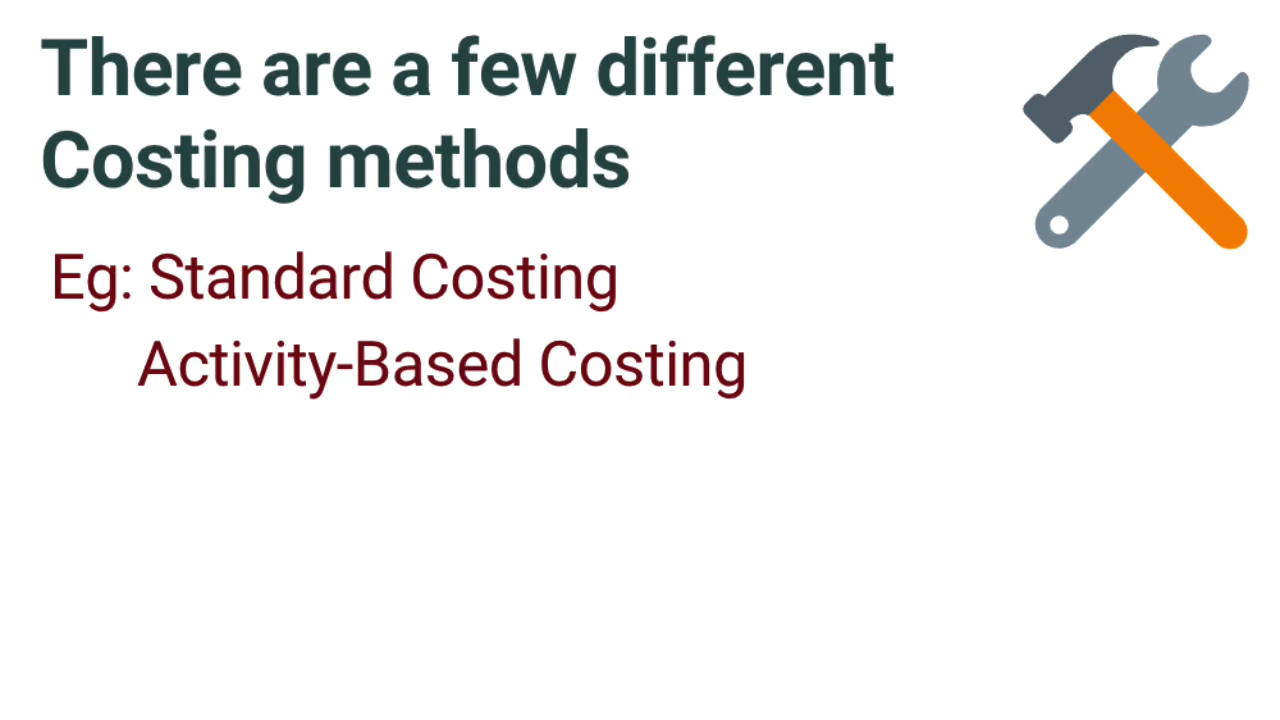 There are a few different
Costing methods
Eg: Standard Costing
Activity-Based Costing